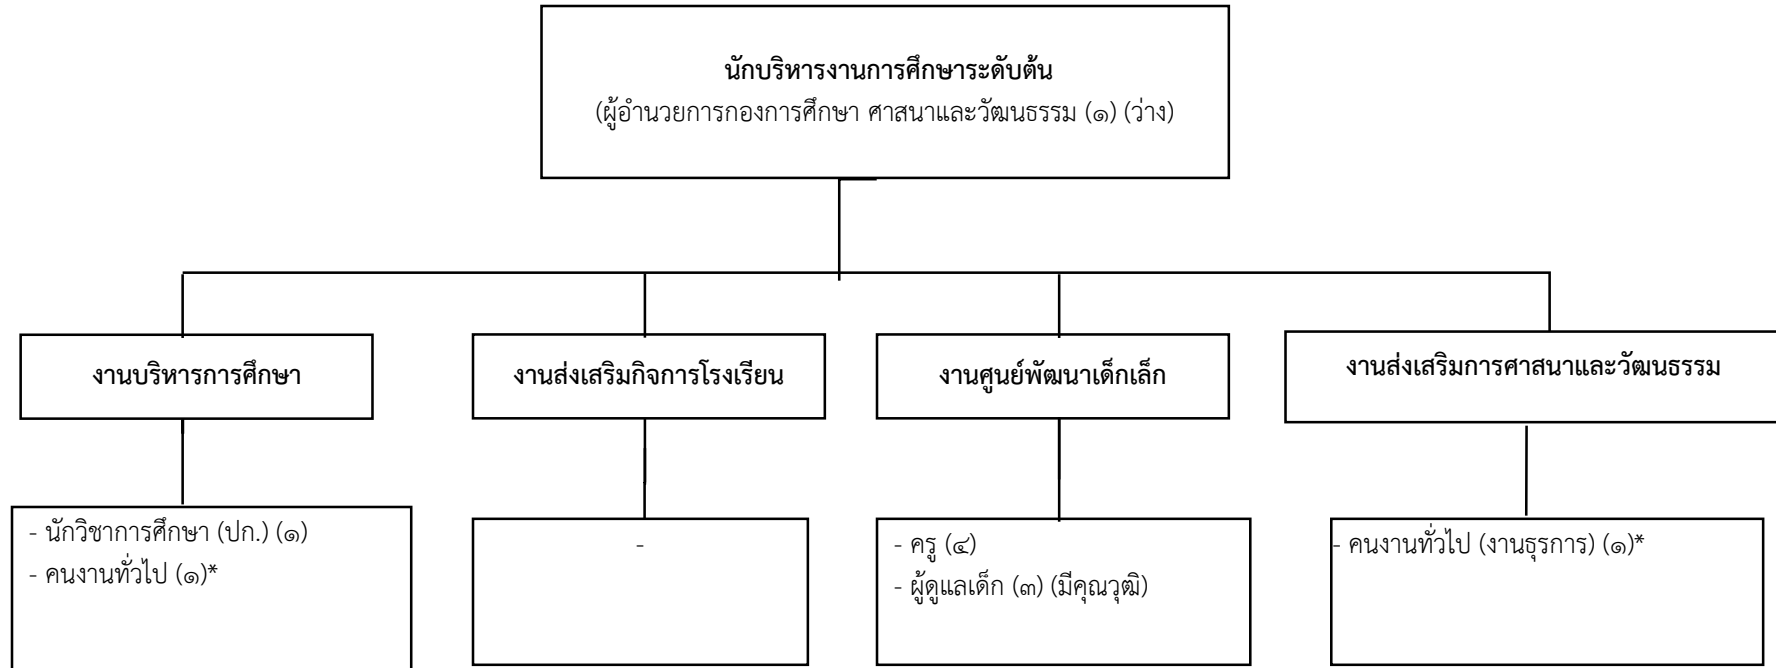 นักบริหารงานการศึกษาระดับต้น
(ผู้อำนวยการกองการศึกษา ศาสนาและวัฒนธรรม (๑) (ว่าง)
งานบริหารการศึกษา
งานส่งเสริมกิจการโรงเรียน
งานศูนย์พัฒนาเด็กเล็ก
งานส่งเสริมการศาสนาและวัฒนธรรม
- นักวิชาการศึกษา (ปก.) (๑)
- คนงานทั่วไป (๑)*
-
- ครู (๔)
- ผู้ดูแลเด็ก (๓) (มีคุณวุฒิ)
- คนงานทั่วไป (งานธุรการ) (๑)*